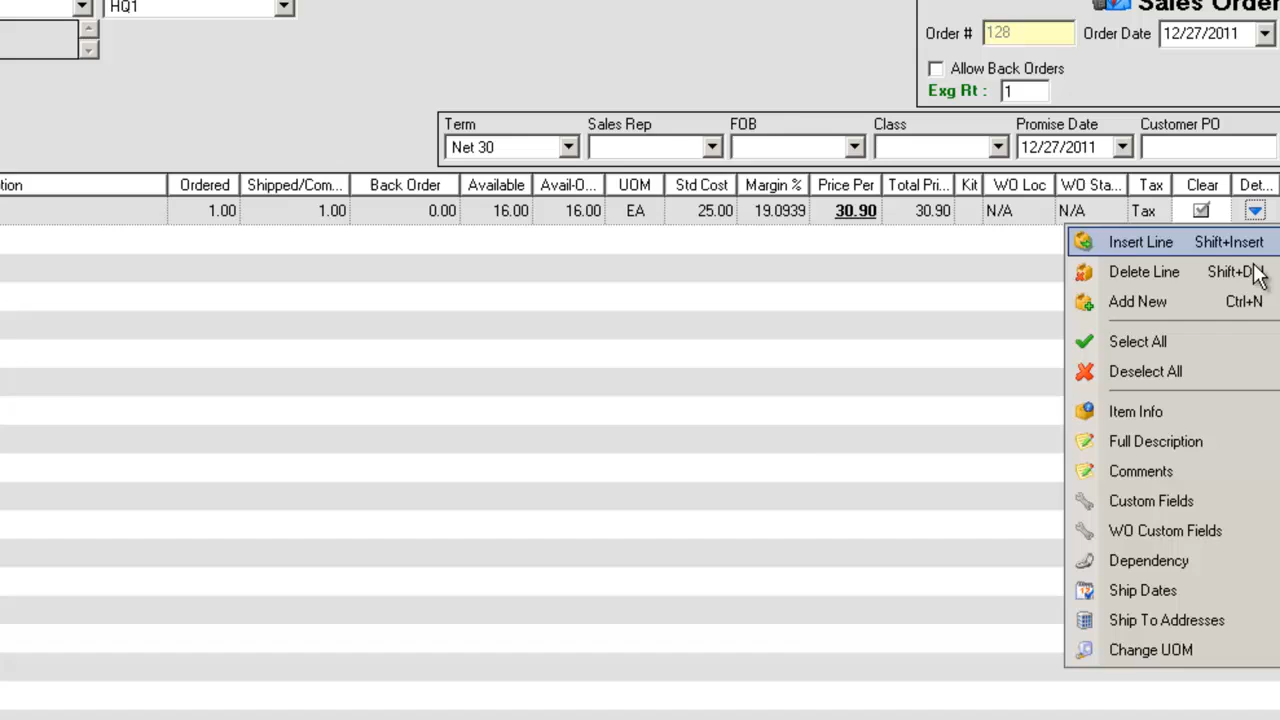 HQ1
Sales Order
Order # 128 Order Date 12/27/2011
Allow Back Orders
Exg Rt : 1
Term Sales Rep FOB Class Promise Date Customer PO
Net 30 12/27/2011
tion Ordered Shipped/Com... Back Order Available Avail-O... UOM Std Cost Margin % Price Per Total Pri... Kit WO Loc WO Sta... Tax Clear Det...
1.00 1.00 0.00 16.00 16.00 EA 25.00 19.0939 30.90 30.90 N/A N/A Tax
Insert Line Shift+Insert
Delete Line
Add New Ctrl+N
Select All
Deselect All
Item Info
Full Description
Comments
Custom Fields
WO Custom Fields
Dependency
Ship Dates
Ship To Addresses
Change UOM